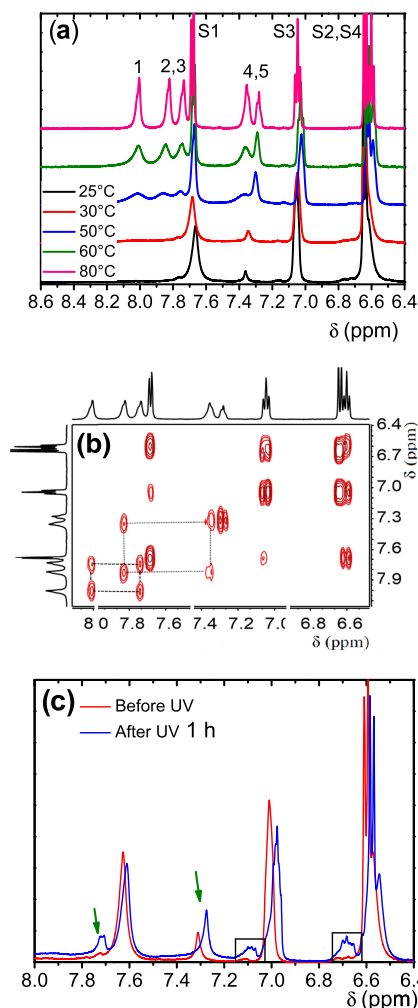 (a)
S1
S3
S2,S4
1
2,3
4,5
25°C
30°C
50°C
60°C
80°C
8.6 8.4 8.2 8.0 7.8 7.6 7.4 7.2 7.0 6.8 6.6 6.4
δ (ppm)
(b)
6.4
6.7
7.0
7.3
7.6
7.9
δ (ppm)
8.0 7.8 7.6 7.4 7.2 7.0 6.8 6.6
δ (ppm)
(c)
Before UV
After UV 1 h
8.0 7.8 7.6 7.4 7.2 7.0 6.8 6.6 6.4
δ (ppm)